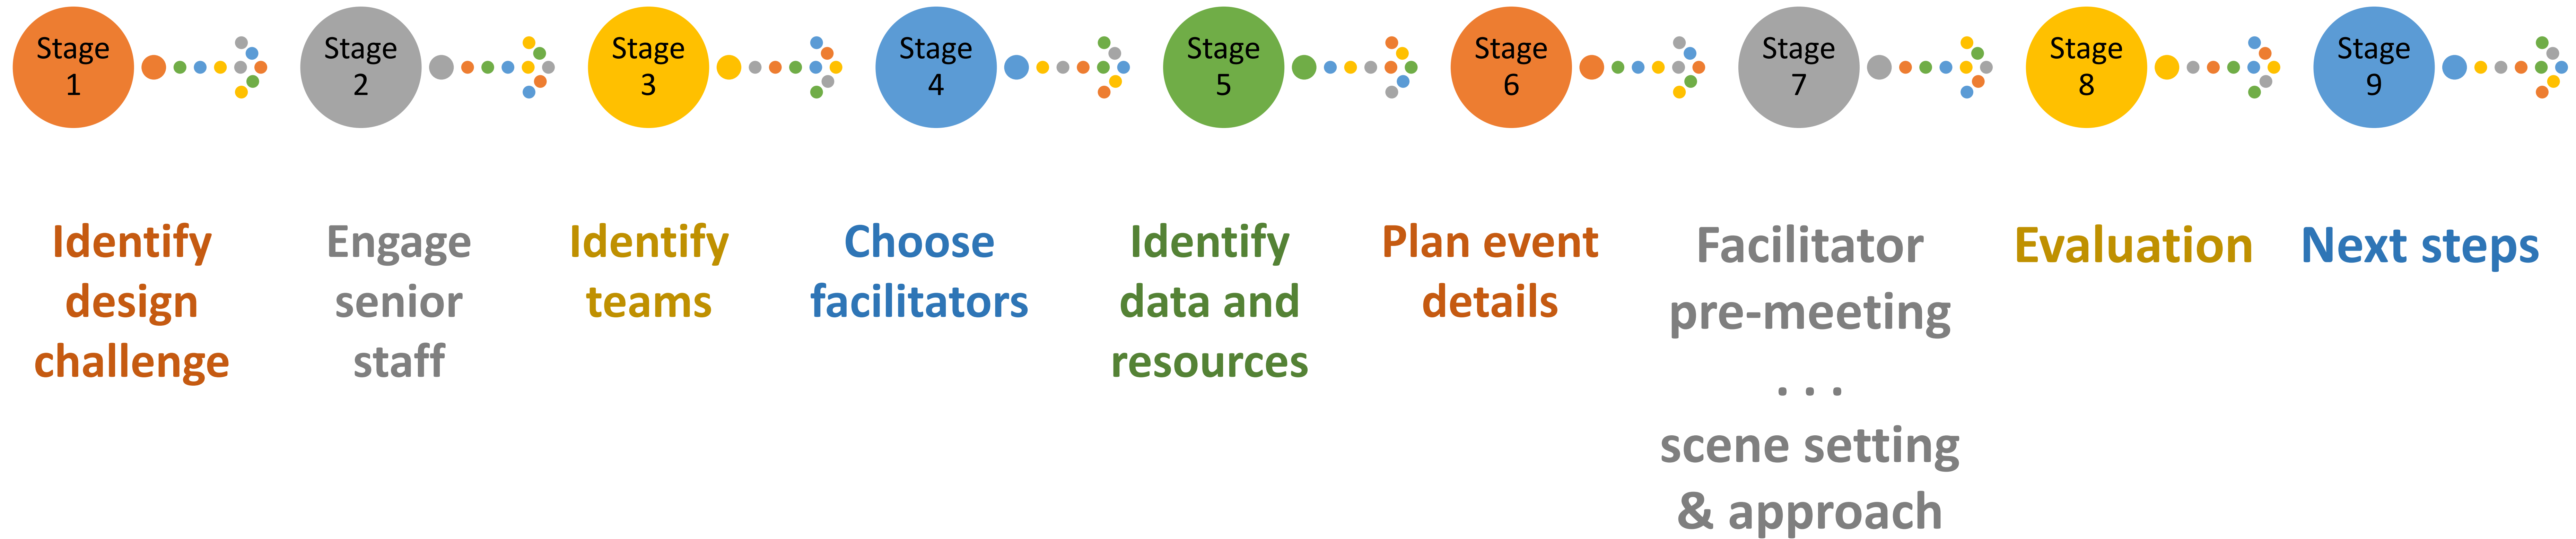 Stage
1
Stage
2
Stage
3
Stage
4
Stage
5
Stage
6
Stage
7
Stage
8
Stage
9
Identify
design
challenge
Engage
senior
staff
Identify
teams
Choose
facilitators
Identify
data and
resources
Plan event
details
Facilitator
pre-meeting
. . .
scene setting
& approach
Evaluation
Next steps